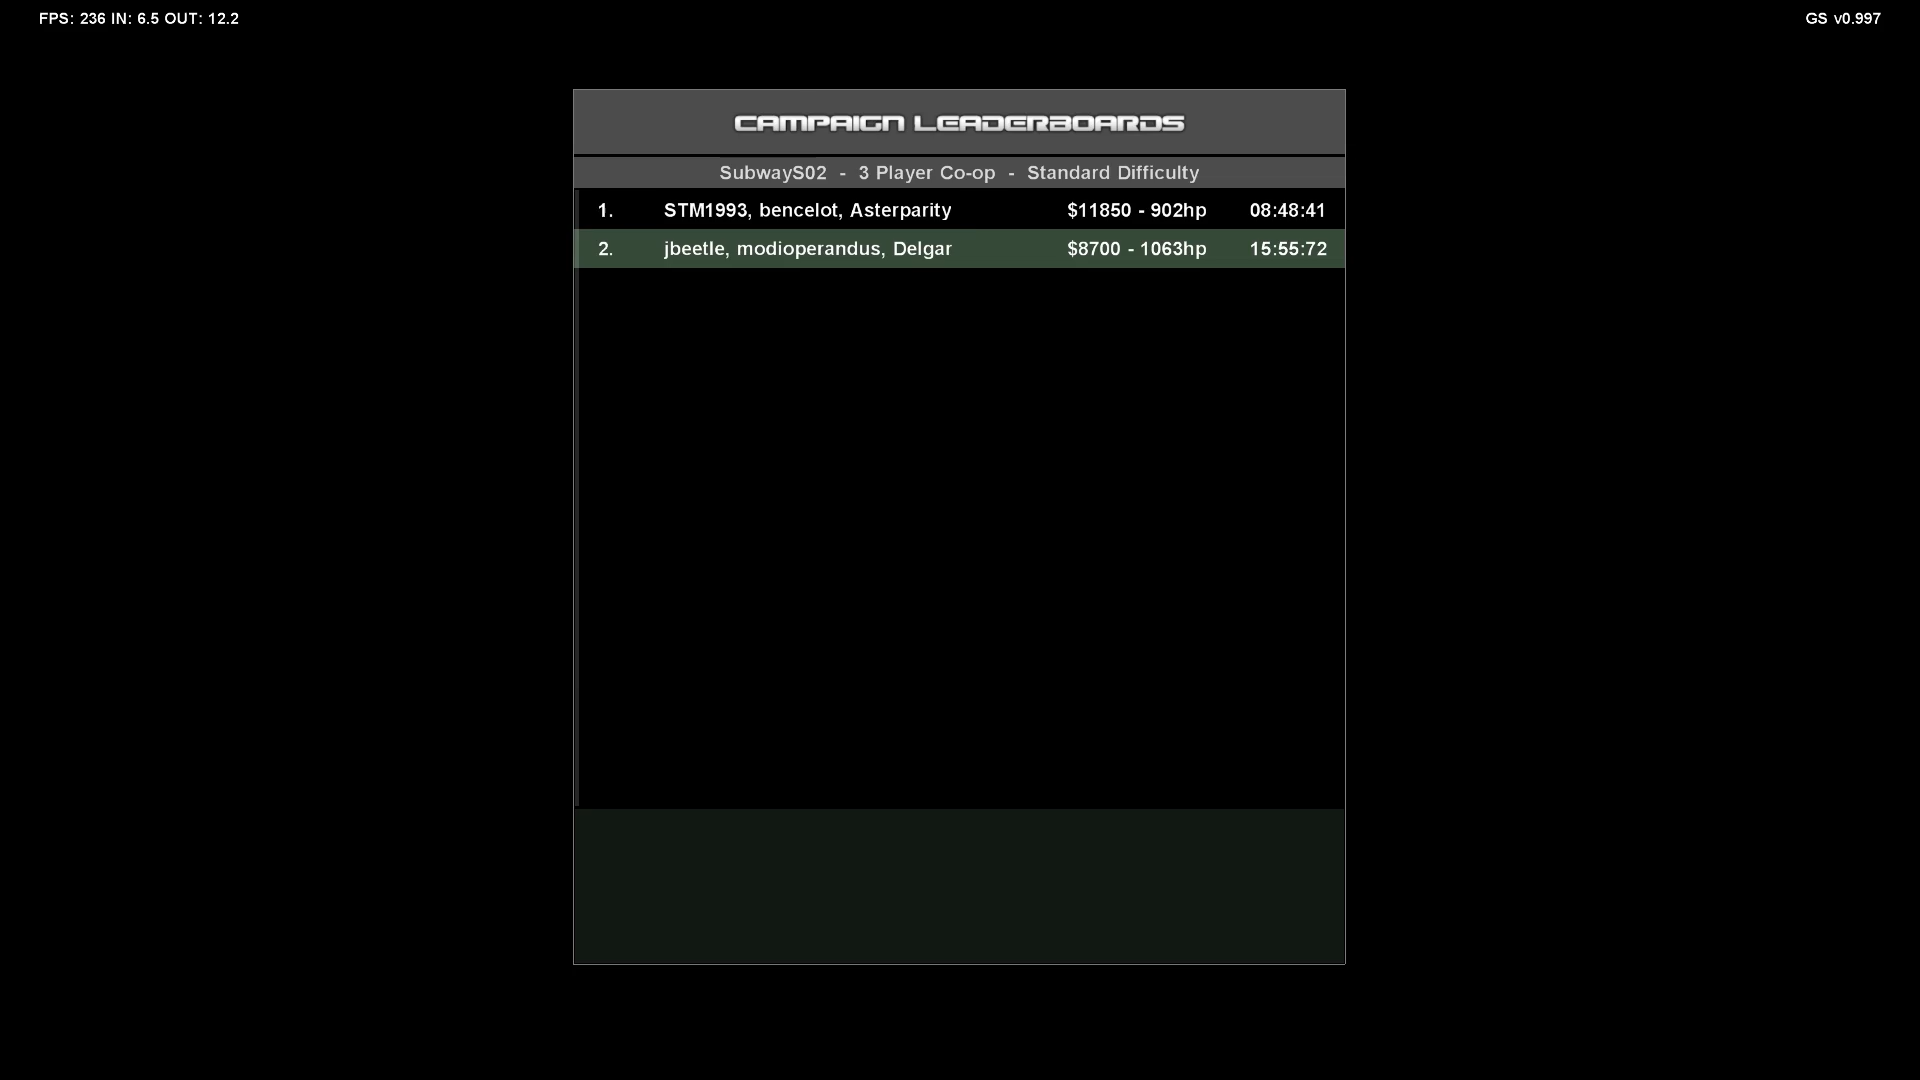 FPS: 236 IN: 6.5 OUT: 12.2 GS v0.997
CAMPAIGN LEADERBOARDS
SubwayS02 - 3 Player Co-op - Standard Difficulty
1. STM1993, bencelot, Asterparity $11850 - 902hp 08:48:41
2. jbeetle, modioperandus, Delgar $8700 - 1063hp 15:55:72